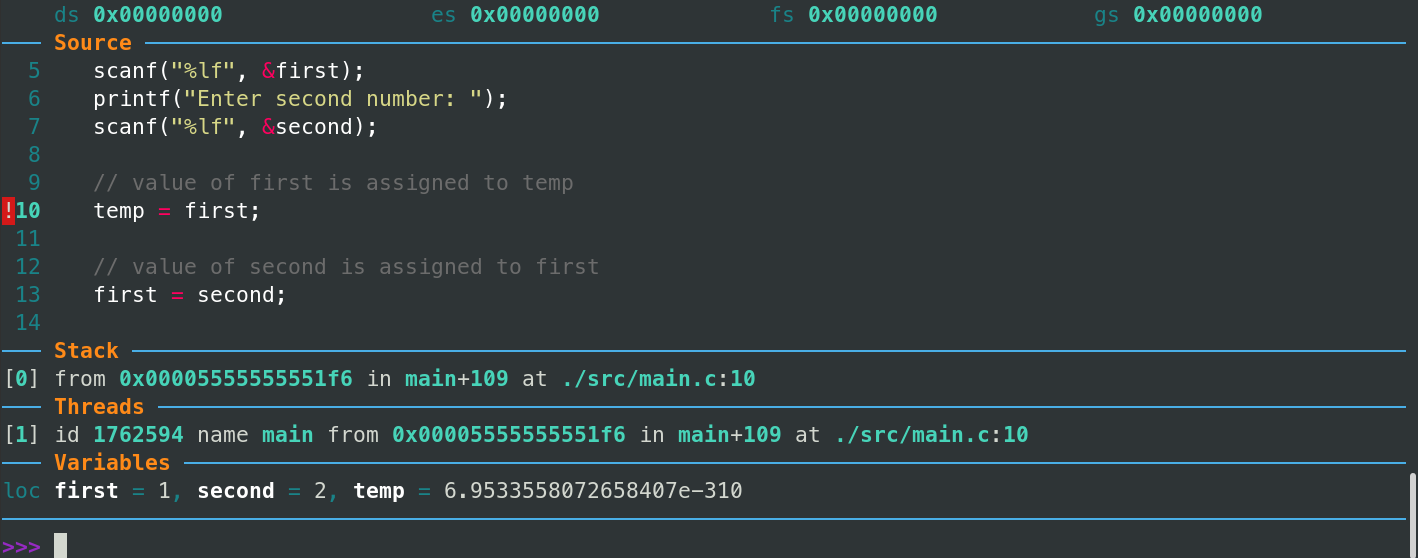 ds 0x00000000 es 0x00000000 fs 0x00000000 gs 0x00000000
Source
5 scanf("%lf", &first);
6 printf("Enter second number: ");
7 scanf("%lf", &second);
8
9 // value of first is assigned to temp
!10 temp = first;
11
12 // value of second is assigned to first
13 first = second;
14
Stack
[0] from 0x00005555555551f6 in main+109 at ./src/main.c:10
Threads
[1] id 1762594 name main from 0x00005555555551f6 in main+109 at ./src/main.c:10
Variables
loc first = 1, second = 2, temp = 6.9533558072658407e-310
>>>